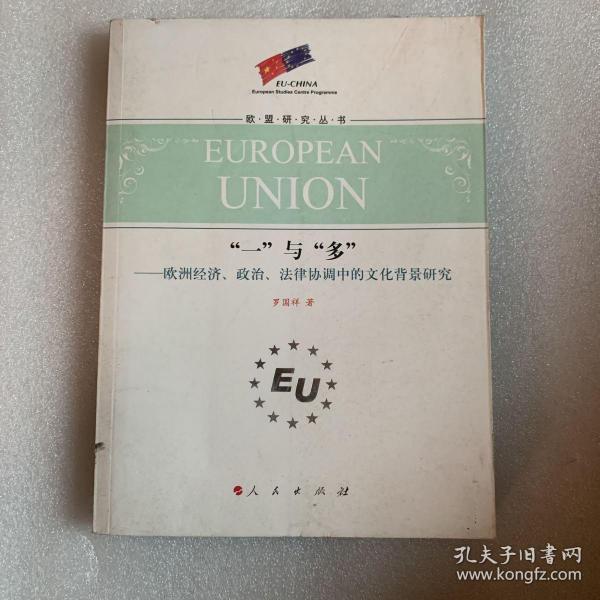 EU-CHINA
European Studies Centre Programme
欧·盟·研·究·丛·书
EUROPEAN
UNION
“一”与“多”
——欧洲经济、政治、法律协调中的文化背景研究
罗国祥 著
EU
人民出版社
孔夫子旧书网
www.kongfz.com